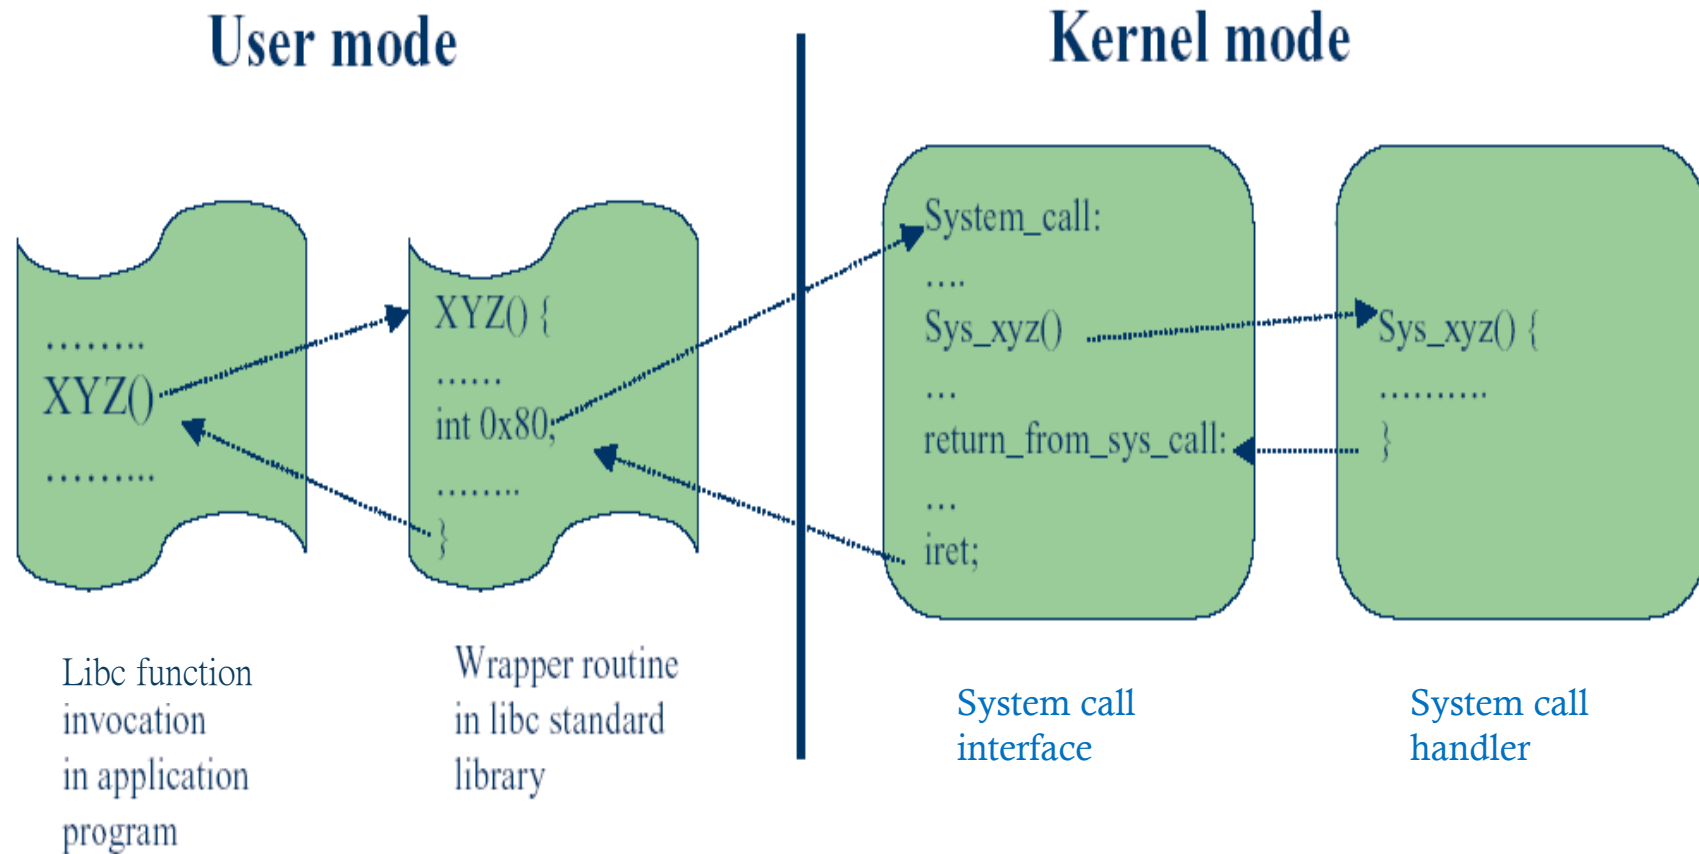 User mode
Kernel mode
........
XYZ()
.........
XYZ() {
......
int 0x80;
........
}
System_call:
....
Sys_xyz()
...
return_from_sys_call:
...
iret;
Sys_xyz() {
..........
}
Libc function
invocation
in application
program
Wrapper routine
in libc standard
library
System call
interface
System call
handler